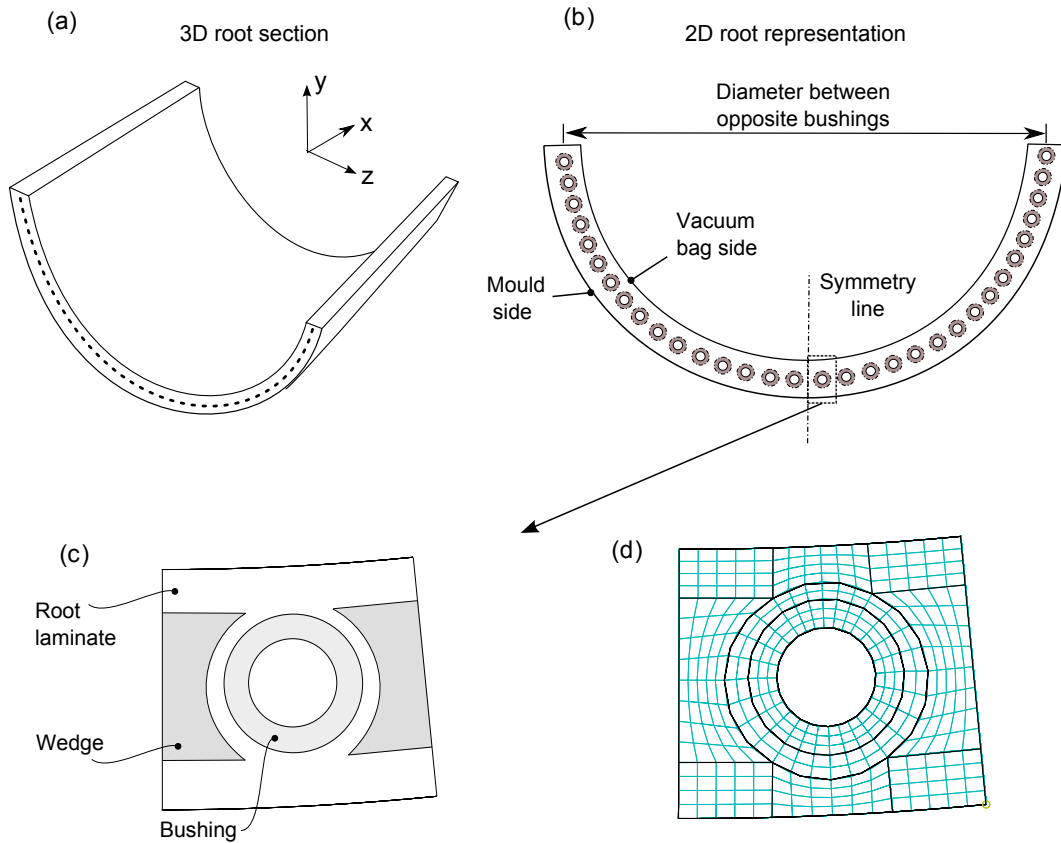 (a)
3D root section
y
x
z
(b)
2D root representation
Diameter between
opposite bushings
Vacuum
bag side
Mould
side
Symmetry
line
(c)
Root
laminate
Wedge
Bushing
(d)